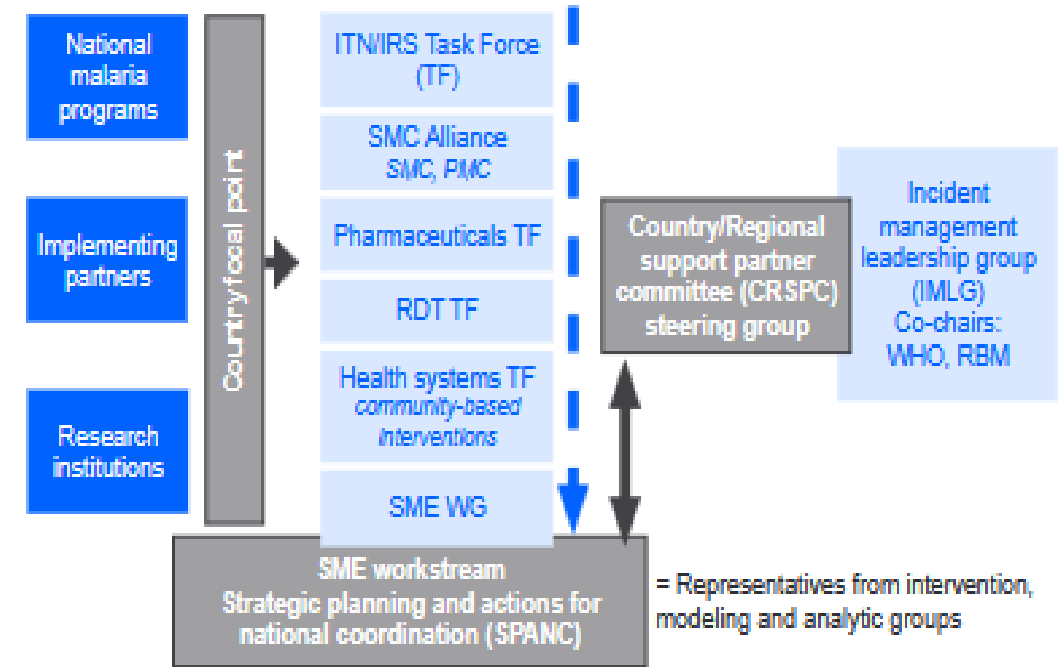 National
malaria
programs
Implementing
partners
Research
institutions
Country focal point
ITN/IRS Task Force
(TF)
SMC Alliance
SMC, PMC
Pharmaceuticals TF
RDT TF
Health systems TF
community-based
interventions
SME WG
Country/Regional
support partner
committee (CRSPC)
steering group
Incident
management
leadership group
(IMLG)
Co-chairs:
WHO, RBM
SME workstream
Strategic planning and actions for
national coordination (SPANC)
= Representatives from intervention,
modeling and analytic groups